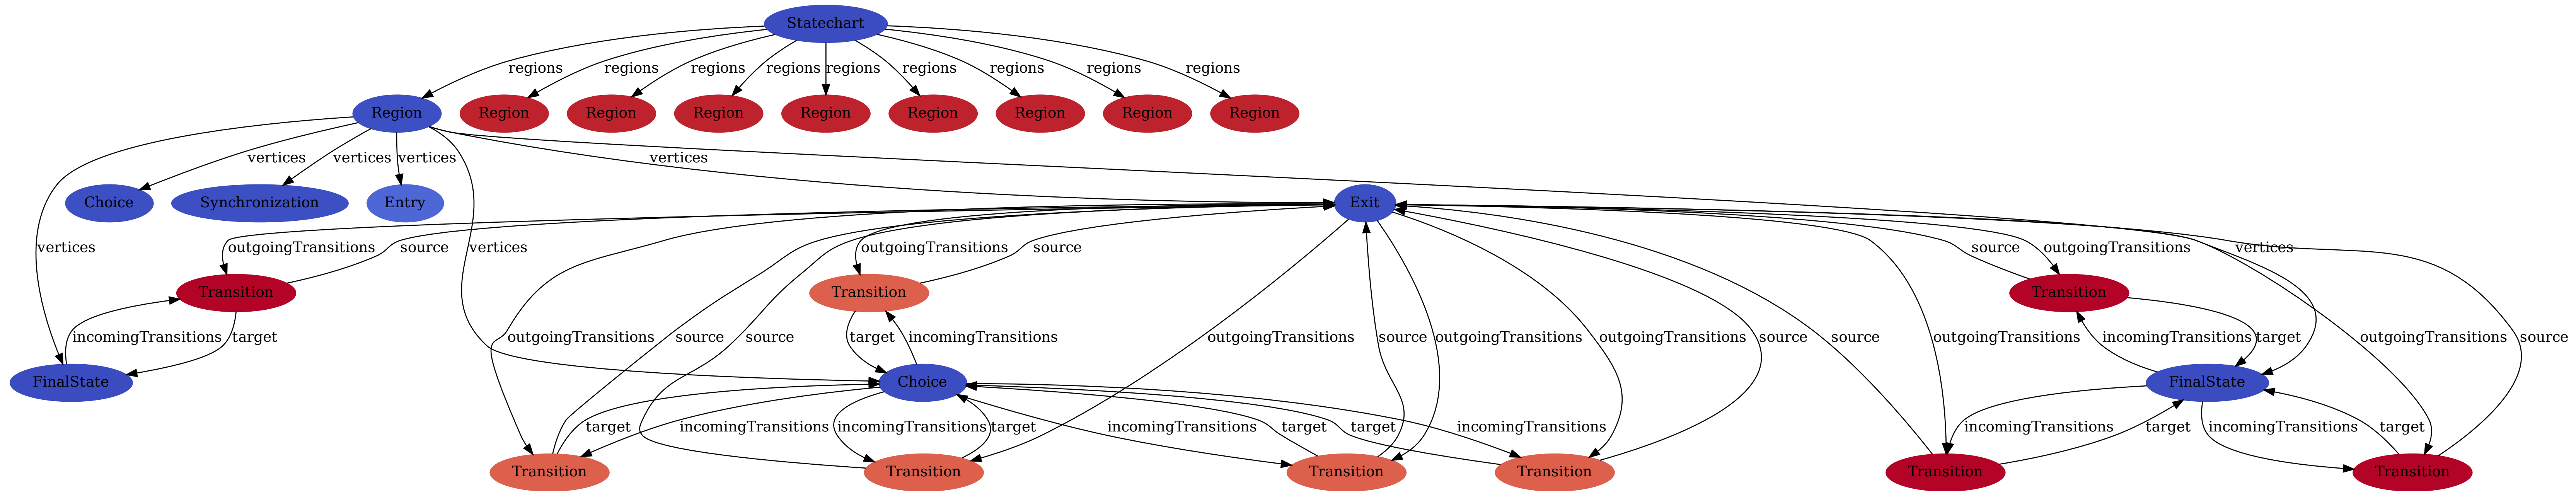 Statechart
regions regions regions regions regions regions regions regions regions
Region Region Region Region Region Region Region Region Region
vertices vertices vertices vertices
Choice Synchronization Entry Exit
vertices outgoingTransitions source vertices outgoingTransitions source source outgoingTransitions vertices
Transition Transition Transition
incomingTransitions target outgoingTransitions source source target incomingTransitions outgoingTransitions source outgoingTransitions outgoingTransitions source source outgoingTransitions incomingTransitions target outgoingTransitions source
FinalState Choice FinalState
target incomingTransitions incomingTransitions target incomingTransitions target target incomingTransitions incomingTransitions target incomingTransitions target
Transition Transition Transition Transition Transition Transition